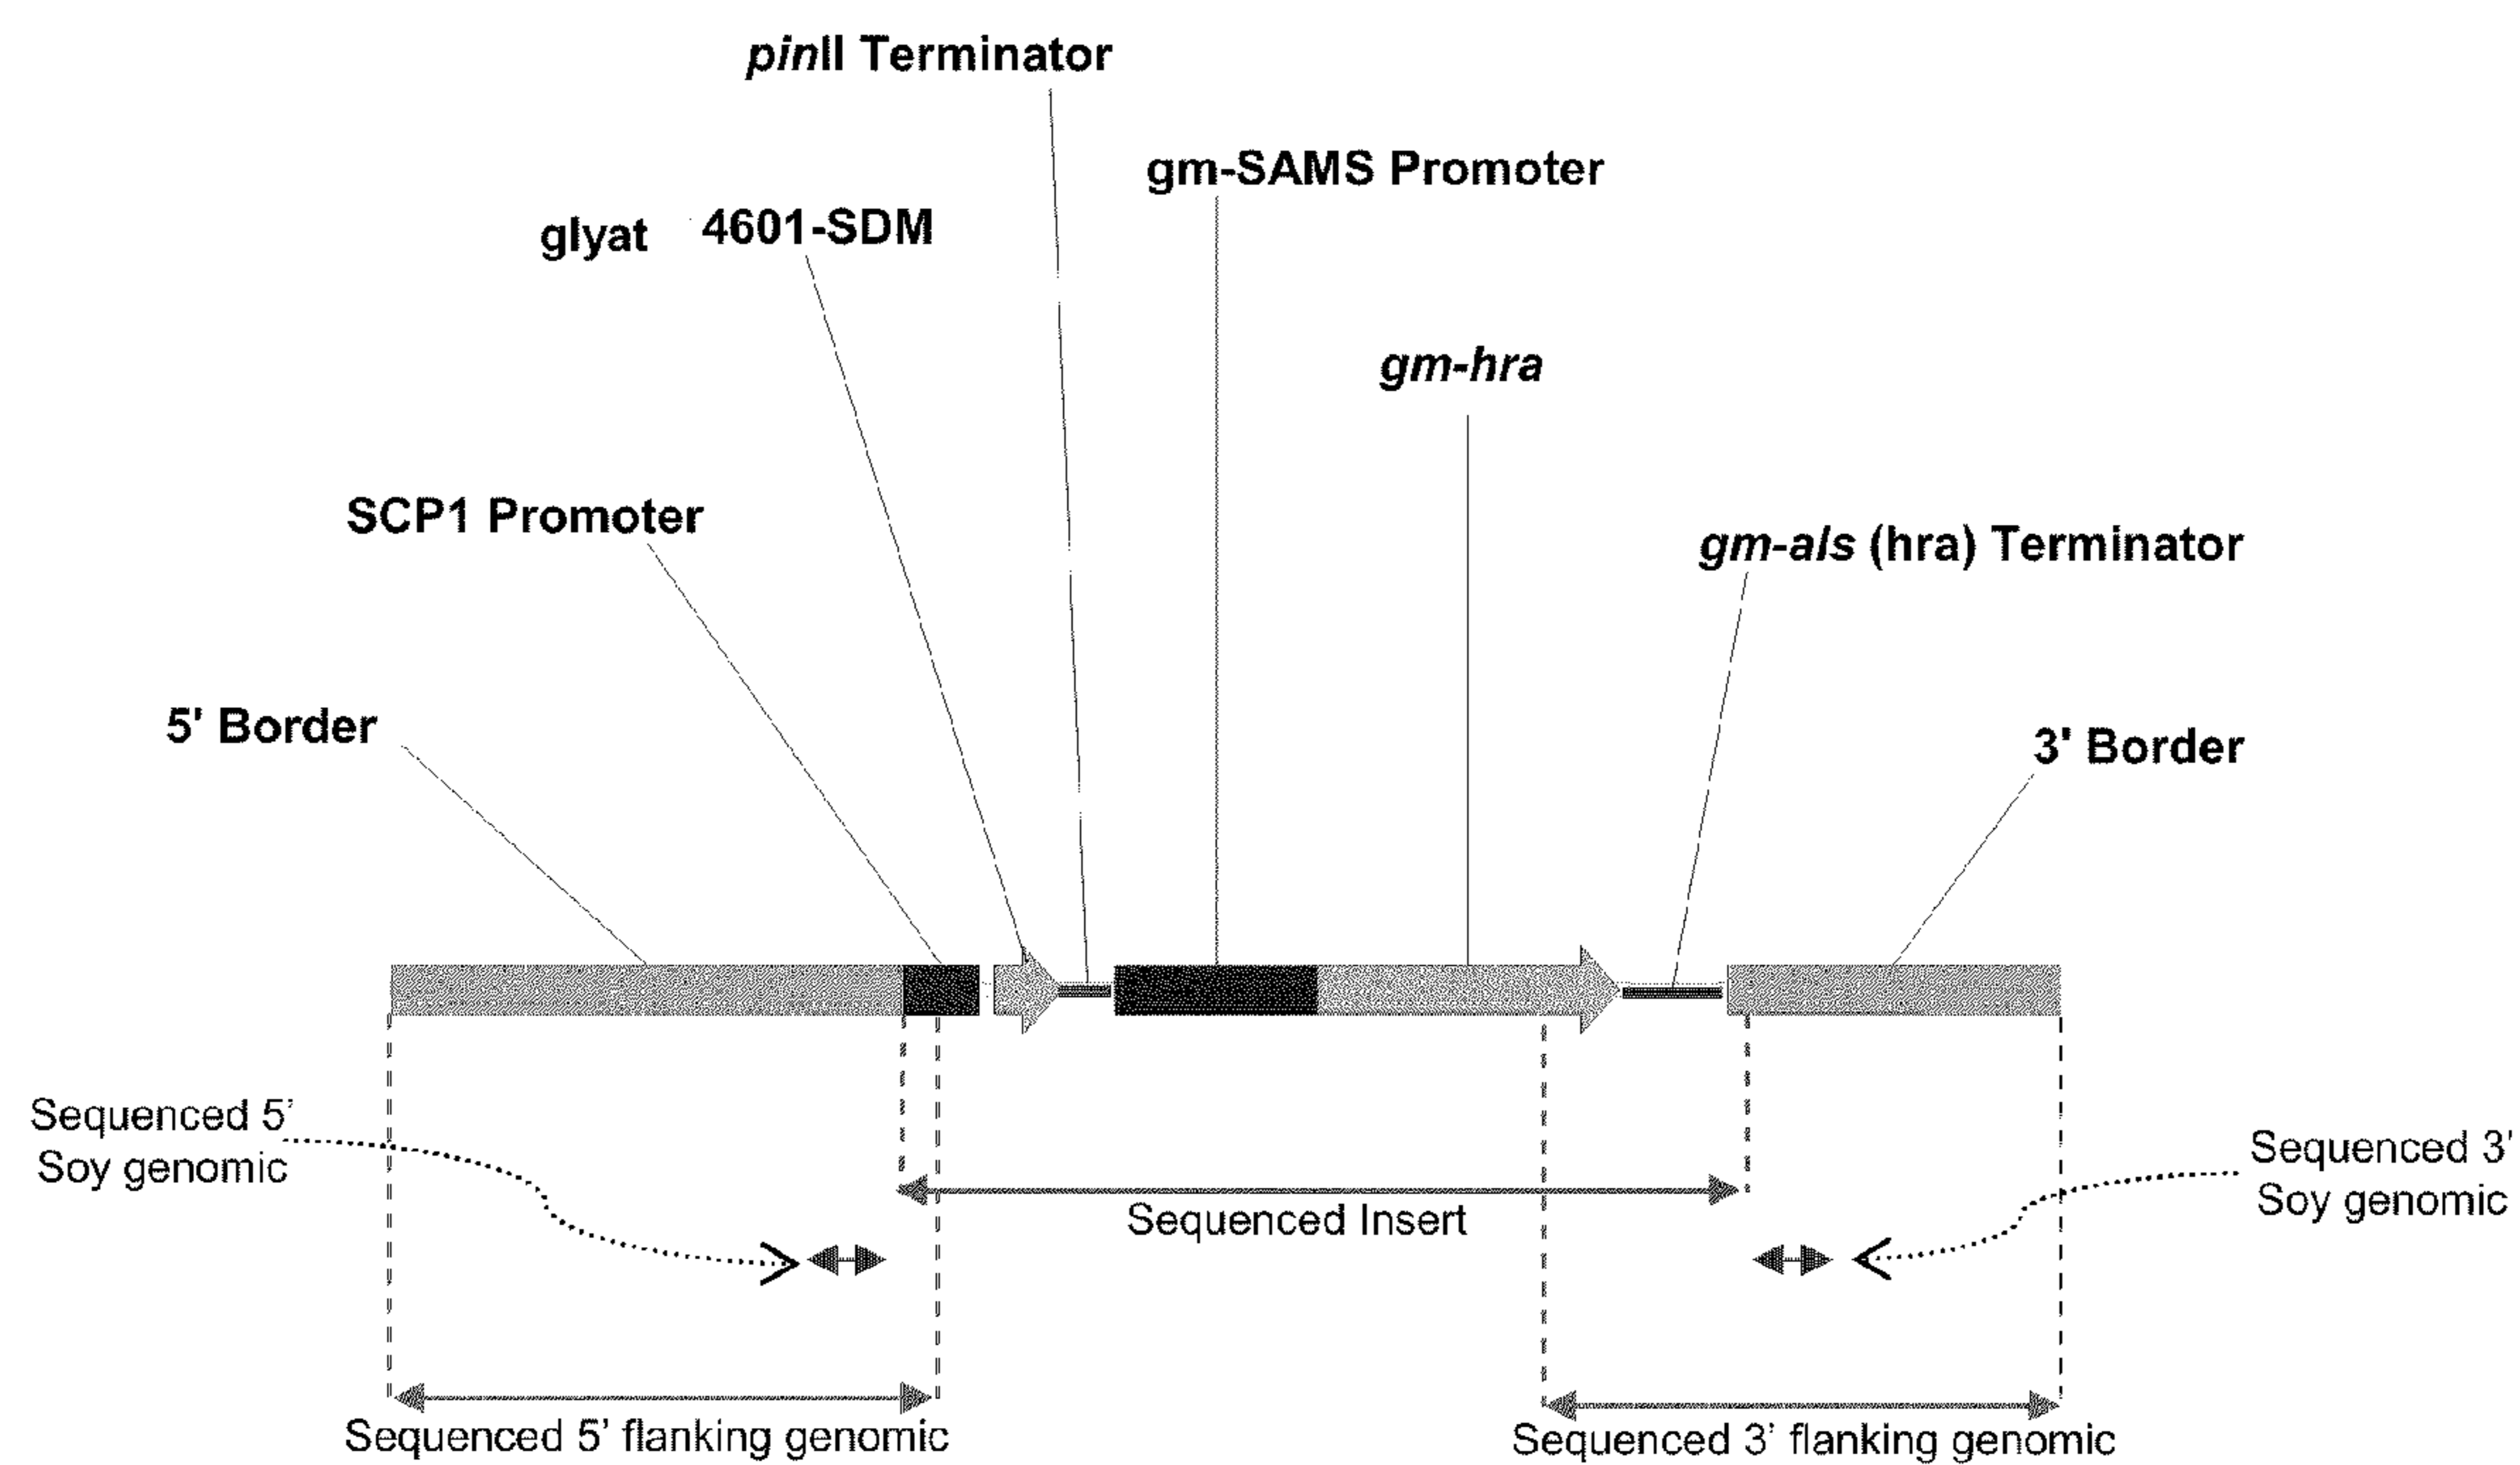 pinII Terminator
gm-SAMS Promoter
glyat 4601-SDM
gm-hra
SCP1 Promoter
gm-als (hra) Terminator
5' Border
3' Border
Sequenced 5'
Soy genomic
Sequenced 3'
Soy genomic
Sequenced Insert
Sequenced 5' flanking genomic
Sequenced 3' flanking genomic